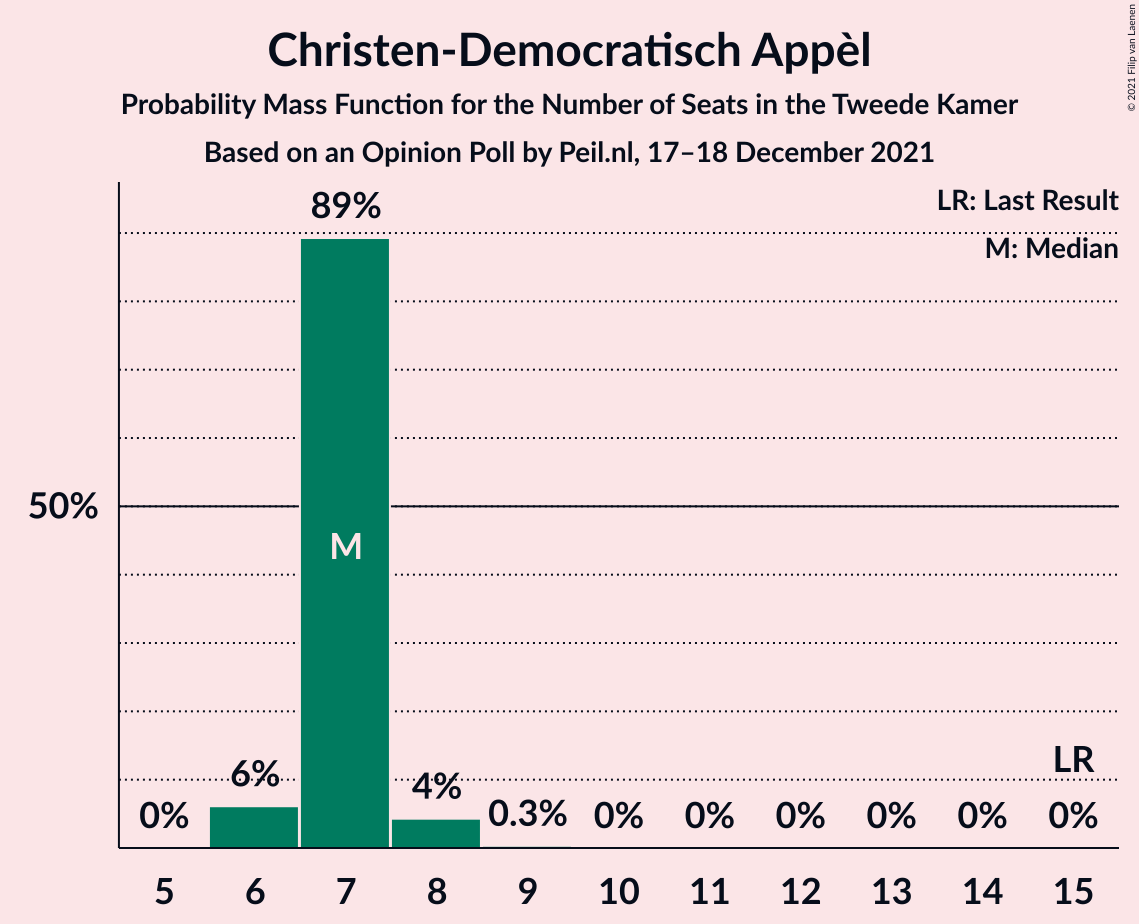 Christen-Democratisch Appèl
Probability Mass Function for the Number of Seats in the Tweede Kamer
Based on an Opinion Poll by Peil.nl, 17–18 December 2021
© 2021 Filip van Laenen
LR: Last Result
M: Median
89%
50%
M
6%
4%
0.3%
LR
0%
0%
0%
0%
0%
0%
0%
5 6 7 8 9 10 11 12 13 14 15